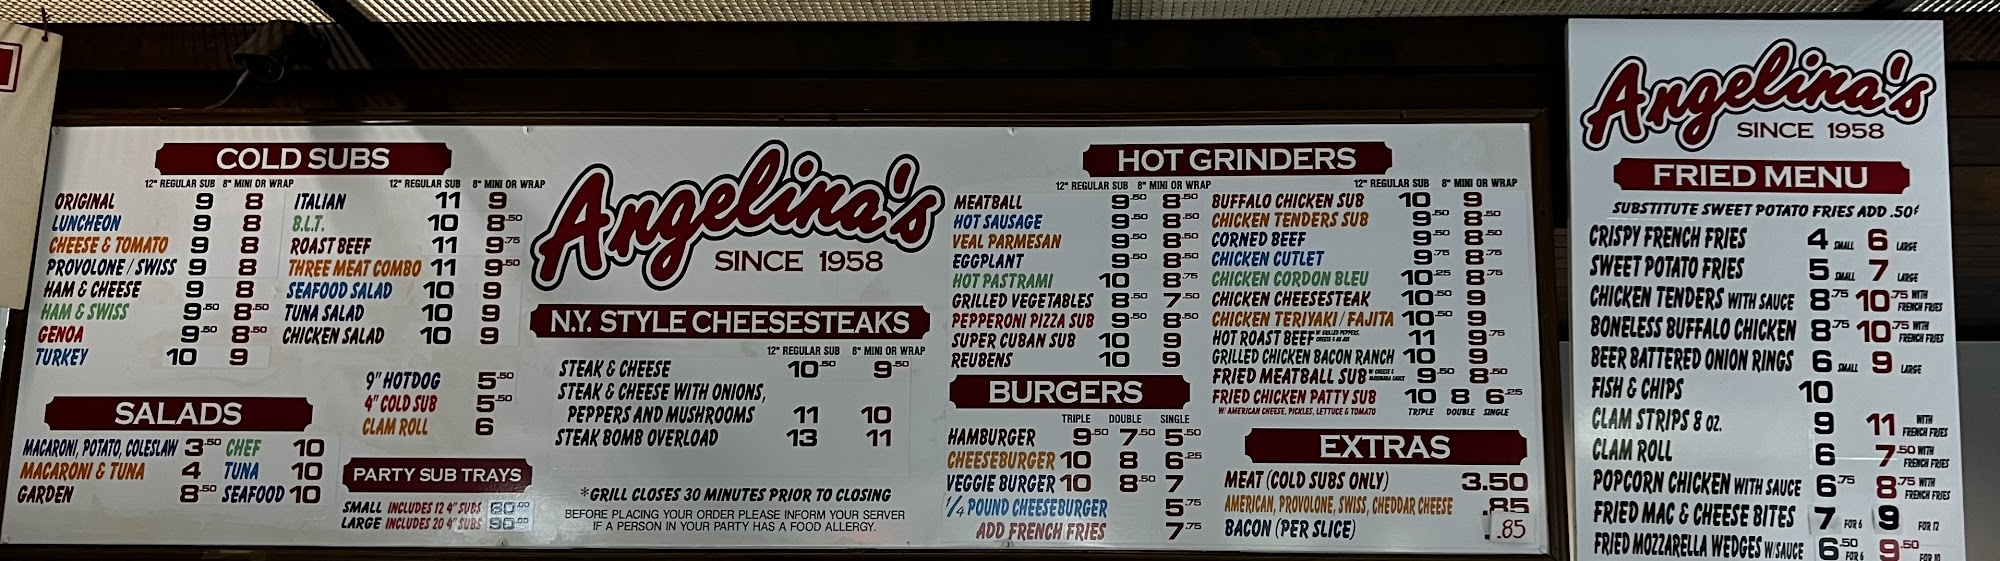 COLD SUBS
12" REGULAR SUB 8" MINI OR WRAP 12" REGULAR SUB 8" MINI OR WRAP
ORIGINAL 9 8 ITALIAN 11 9
LUNCHEON 9 8 B.L.T. 10 8.50
CHEESE & TOMATO 9 8 ROAST BEEF 11 9.75
PROVOLONE / SWISS 9 8 THREE MEAT COMBO 11 9.50
HAM & CHEESE 9 8 SEAFOOD SALAD 10 9
HAM & SWISS 9.50 8.50 TUNA SALAD 10 9
GENOA 9.50 8.50 CHICKEN SALAD 10 9
TURKEY 10 9
9" HOTDOG 5.50
4" COLD SUB 5.50
CLAM ROLL 6
SALADS
MACARONI, POTATO, COLESLAW 3.50 CHEF 10
MACARONI & TUNA 4 TUNA 10
GARDEN 8.50 SEAFOOD 10
PARTY SUB TRAYS
SMALL INCLUDES 12 4" SUBS 60.00
LARGE INCLUDES 20 4" SUBS 95.00
Angelina's
SINCE 1958
N.Y. STYLE CHEESESTEAKS
12" REGULAR SUB 8" MINI OR WRAP
STEAK & CHEESE 10.50 9.50
STEAK & CHEESE WITH ONIONS,
PEPPERS AND MUSHROOMS 11 10
STEAK BOMB OVERLOAD 13 11
*GRILL CLOSES 30 MINUTES PRIOR TO CLOSING
BEFORE PLACING YOUR ORDER PLEASE INFORM YOUR SERVER
IF A PERSON IN YOUR PARTY HAS A FOOD ALLERGY.
HOT GRINDERS
12" REGULAR SUB 8" MINI OR WRAP 12" REGULAR SUB 8" MINI OR WRAP
MEATBALL 9.50 8.50 BUFFALO CHICKEN SUB 10 9
HOT SAUSAGE 9.50 8.50 CHICKEN TENDERS SUB 9.50 8.50
VEAL PARMESAN 9.50 8.50 CORNED BEEF 9.50 8.50
EGGPLANT 9.50 8.50 CHICKEN CUTLET 9.75 8.75
HOT PASTRAMI 10 8.75 CHICKEN CORDON BLEU 10.25 8.75
GRILLED VEGETABLES 8.50 7.50 CHICKEN CHEESESTEAK 10.50 9
PEPPERONI PIZZA SUB 9.50 8.50 CHICKEN TERIYAKI / FAJITA 10.50 9
SUPER CUBAN SUB 10 9 HOT ROAST BEEF W/ GRILLED PEPPERS, CHEESE & AU JUS 11 9.75
REUBENS 10 9 GRILLED CHICKEN BACON RANCH 10 9
FRIED MEATBALL SUB W/ CHEESE & MARINARA SAUCE 9.50 8.50
FRIED CHICKEN PATTY SUB 10 8 6.25
W/ AMERICAN CHEESE, PICKLES, LETTUCE & TOMATO TRIPLE DOUBLE SINGLE
BURGERS
TRIPLE DOUBLE SINGLE
HAMBURGER 9.50 7.50 5.50
CHEESEBURGER 10 8 6.25
VEGGIE BURGER 10 8.50 7
1/4 POUND CHEESEBURGER 5.75
ADD FRENCH FRIES 7.75
EXTRAS
MEAT (COLD SUBS ONLY) 3.50
AMERICAN, PROVOLONE, SWISS, CHEDDAR CHEESE .85
BACON (PER SLICE) .85
Angelina's
SINCE 1958
FRIED MENU
SUBSTITUTE SWEET POTATO FRIES ADD .50¢
CRISPY FRENCH FRIES 4 SMALL 6 LARGE
SWEET POTATO FRIES 5 SMALL 7 LARGE
CHICKEN TENDERS WITH SAUCE 8.75 10.75 WITH FRENCH FRIES
BONELESS BUFFALO CHICKEN 8.75 10.75 WITH FRENCH FRIES
BEER BATTERED ONION RINGS 6 SMALL 9 LARGE
FISH & CHIPS 10
CLAM STRIPS 8 OZ. 9 11 WITH FRENCH FRIES
CLAM ROLL 6 7.50 WITH FRENCH FRIES
POPCORN CHICKEN WITH SAUCE 6.75 8.75 WITH FRENCH FRIES
FRIED MAC & CHEESE BITES 7 FOR 6 9 FOR 12
FRIED MOZZARELLA WEDGES W/SAUCE 6.50 FOR 6 9.50 FOR 10